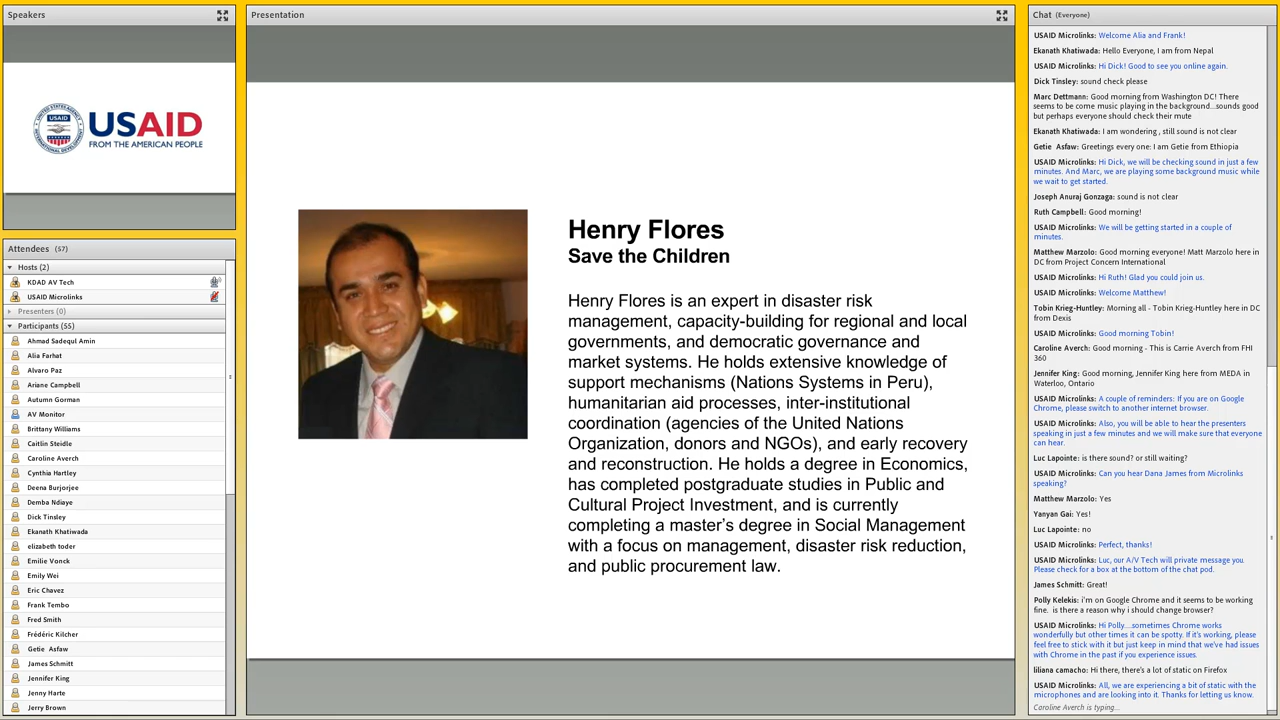 Speakers
USAID
USAID
FROM THE AMERICAN PEOPLE
Attendees (57)
Hosts (2)
KDAD AV Tech
USAID Microlinks
Presenters (0)
Participants (55)
Ahmad Sadequl Amin
Alia Farhat
Alvaro Paz
Ariane Campbell
Autumn Gorman
AV Monitor
Brittany Williams
Caitlin Steidle
Caroline Averch
Cynthia Hartley
Deena Burjorjee
Demba Ndiaye
Dick Tinsley
Ekanath Khatiwada
elizabeth toder
Emilie Vonck
Emily Wei
Eric Chavez
Frank Tembo
Fred Smith
Frédéric Kilcher
Getie Asfaw
James Schmitt
Jennifer King
Jenny Harte
Jerry Brown
Presentation
Henry Flores
Save the Children
Henry Flores is an expert in disaster risk
management, capacity-building for regional and local
governments, and democratic governance and
market systems. He holds extensive knowledge of
support mechanisms (Nations Systems in Peru),
humanitarian aid processes, inter-institutional
coordination (agencies of the United Nations
Organization, donors and NGOs), and early recovery
and reconstruction. He holds a degree in Economics,
has completed postgraduate studies in Public and
Cultural Project Investment, and is currently
completing a master's degree in Social Management
with a focus on management, disaster risk reduction,
and public procurement law.
Chat (Everyone)
USAID Microlinks: Welcome Alia and Frank!
Ekanath Khatiwada: Hello Everyone, I am from Nepal
USAID Microlinks: Hi Dick! Good to see you online again.
Dick Tinsley: sound check please
Marc Dettmann: Good morning from Washington DC! There
seems to be come music playing in the background...sounds good
but perhaps everyone should check their mute
Ekanath Khatiwada: I am wondering , still sound is not clear
Getie Asfaw: Greetings every one: I am Getie from Ethiopia
USAID Microlinks: Hi Dick, we will be checking sound in just a few
minutes. And Marc, we are playing some background music while
we wait to get started.
Joseph Anuraj Gonzaga: sound is not clear
Ruth Campbell: Good morning!
USAID Microlinks: We will be getting started in a couple of
minutes.
Matthew Marzolo: Good morning everyone! Matt Marzolo here in
DC from Project Concern International
USAID Microlinks: Hi Ruth! Glad you could join us.
USAID Microlinks: Welcome Matthew!
Tobin Krieg-Huntley: Morning all - Tobin Krieg-Huntley here in DC
from Dexis
USAID Microlinks: Good morning Tobin!
Caroline Averch: Good morning - This is Carrie Averch from FHI
360
Jennifer King: Good morning, Jennifer King here from MEDA in
Waterloo, Ontario
USAID Microlinks: A couple of reminders: If you are on Google
Chrome, please switch to another internet browser.
USAID Microlinks: Also, you will be able to hear the presenters
speaking in just a few minutes and we will make sure that everyone
can hear.
Luc Lapointe: is there sound? or still waiting?
USAID Microlinks: Can you hear Dana James from Microlinks
speaking?
Matthew Marzolo: Yes
Yanyan Gai: Yes!
Luc Lapointe: no
USAID Microlinks: Perfect, thanks!
USAID Microlinks: Luc, our A/V Tech will private message you
Please check for a box at the bottom of the chat pod.
James Schmitt: Great!
Polly Kelekis: i'm on Google Chrome and it seems to be working
fine. is there a reason why i should change browser?
USAID Microlinks: Hi Polly....sometimes Chrome works
wonderfully but other times it can be spotty. If it's working, please
feel free to stick with it but just keep in mind that we've had issues
with Chrome in the past if you experience issues.
liliana camacho: Hi there, there's a lot of static on Firefox
USAID Microlinks: All, we are experiencing a bit of static with the
microphones and are looking into it. Thanks for letting us know.
Caroline Averch is typing...